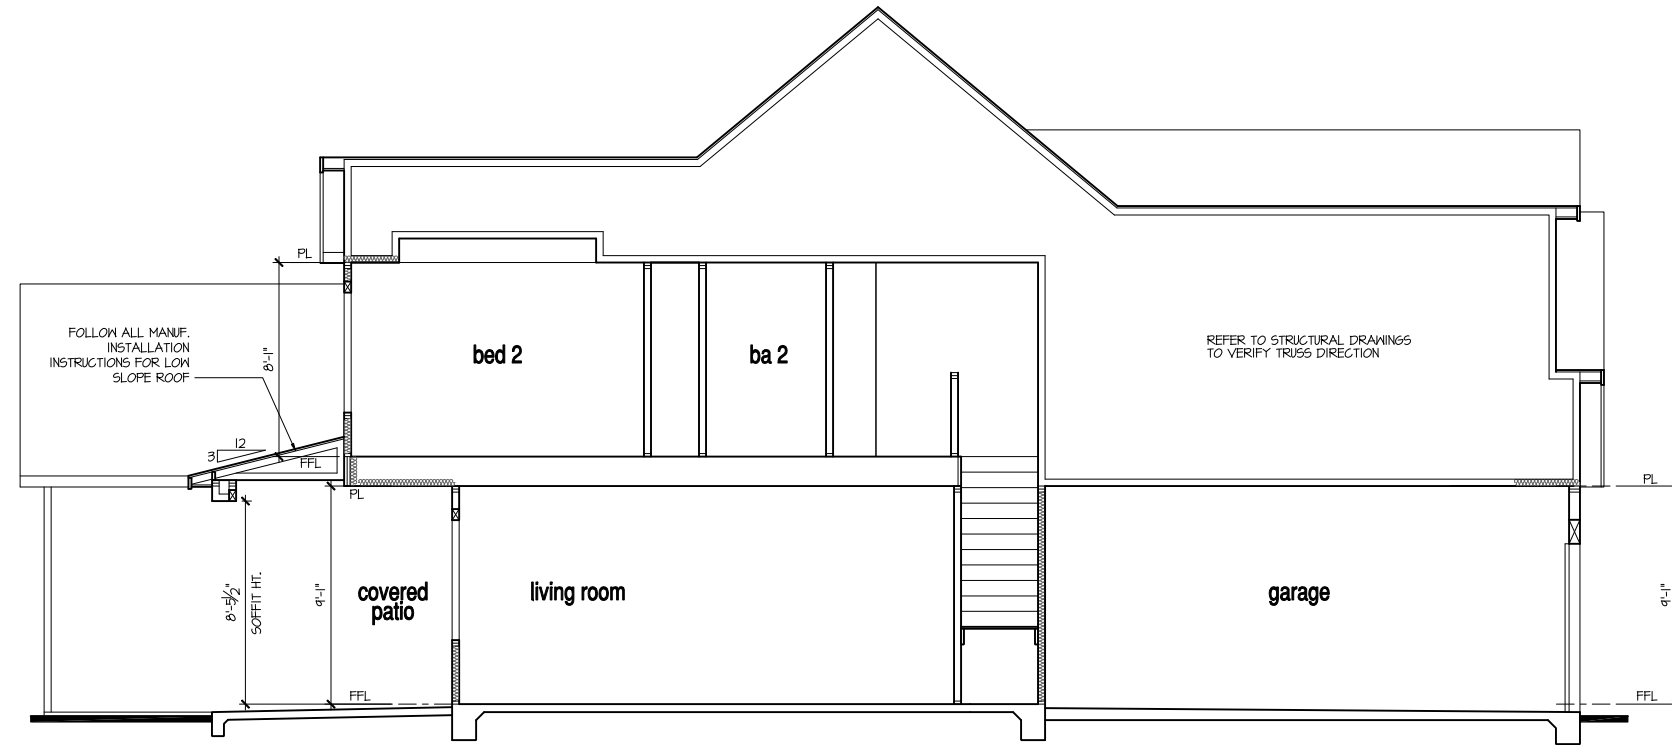 PL
FOLLOW ALL MANUF.
INSTALLATION
INSTRUCTIONS FOR LOW
SLOPE ROOF
8'-1"
bed 2
ba 2
REFER TO STRUCTURAL DRAWINGS
TO VERIFY TRUSS DIRECTION
12
3
FFL
PL
PL
8'-5 1/2"
SOFFIT HT.
9'-1"
covered
patio
living room
garage
9'-1"
FFL
FFL